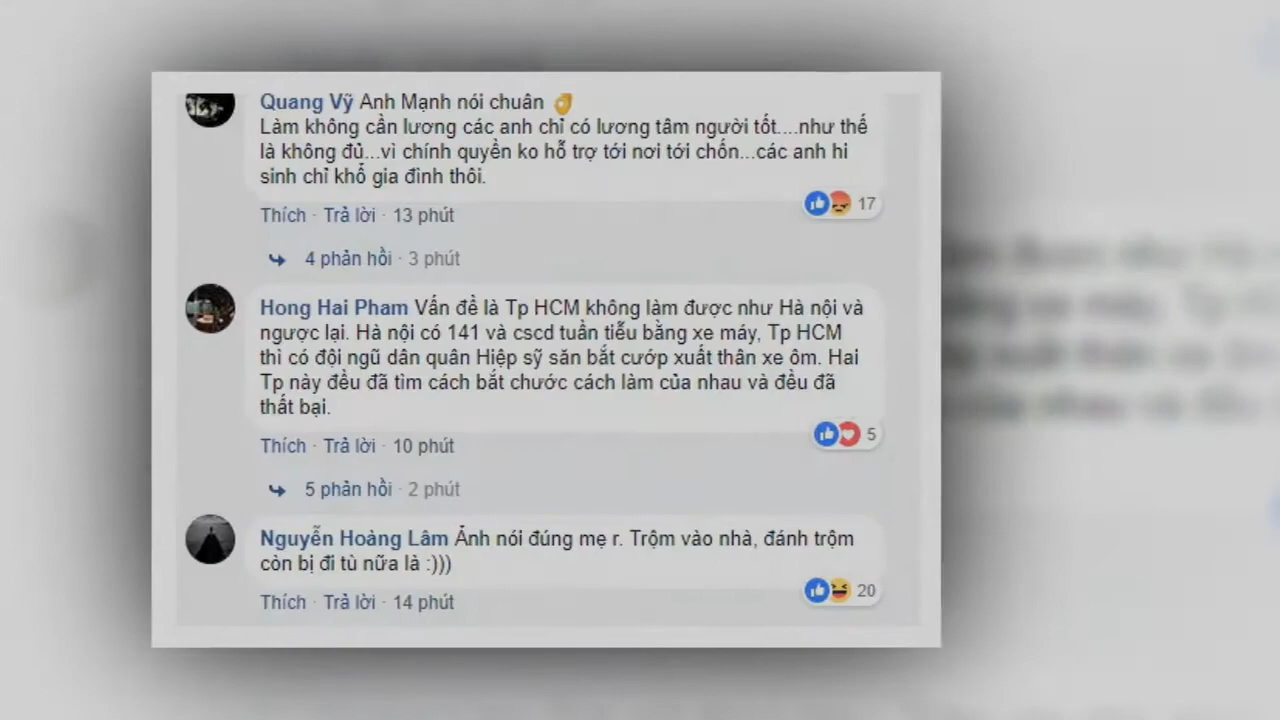 Quang Vỹ Anh Mạnh nói chuẩn 👌
Làm không cần lương các anh chỉ có lương tâm người tốt....như thế
là không đủ...vì chính quyền ko hỗ trợ tới nơi tới chốn...các anh hi
sinh chỉ khổ gia đình thôi.
17
Thích · Trả lời · 13 phút
4 phản hồi · 3 phút
Hong Hai Pham Vấn đề là Tp HCM không làm được như Hà nội và
ngược lại. Hà nội có 141 và cscd tuần tiễu bằng xe máy, Tp HCM
thì có đội ngũ dân quân Hiệp sỹ săn bắt cướp xuất thân xe ôm. Hai
Tp này đều đã tìm cách bắt chước cách làm của nhau và đều đã
thất bại.
5
Thích · Trả lời · 10 phút
5 phản hồi · 2 phút
Nguyễn Hoàng Lâm Ảnh nói đúng mẹ r. Trộm vào nhà, đánh trộm
còn bị đi tù nữa là :)))
20
Thích · Trả lời · 14 phút